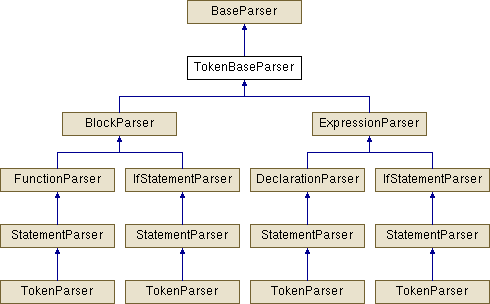 BaseParser
TokenBaseParser
BlockParser ExpressionParser
FunctionParser IfStatementParser DeclarationParser IfStatementParser
StatementParser StatementParser StatementParser StatementParser
TokenParser TokenParser TokenParser TokenParser